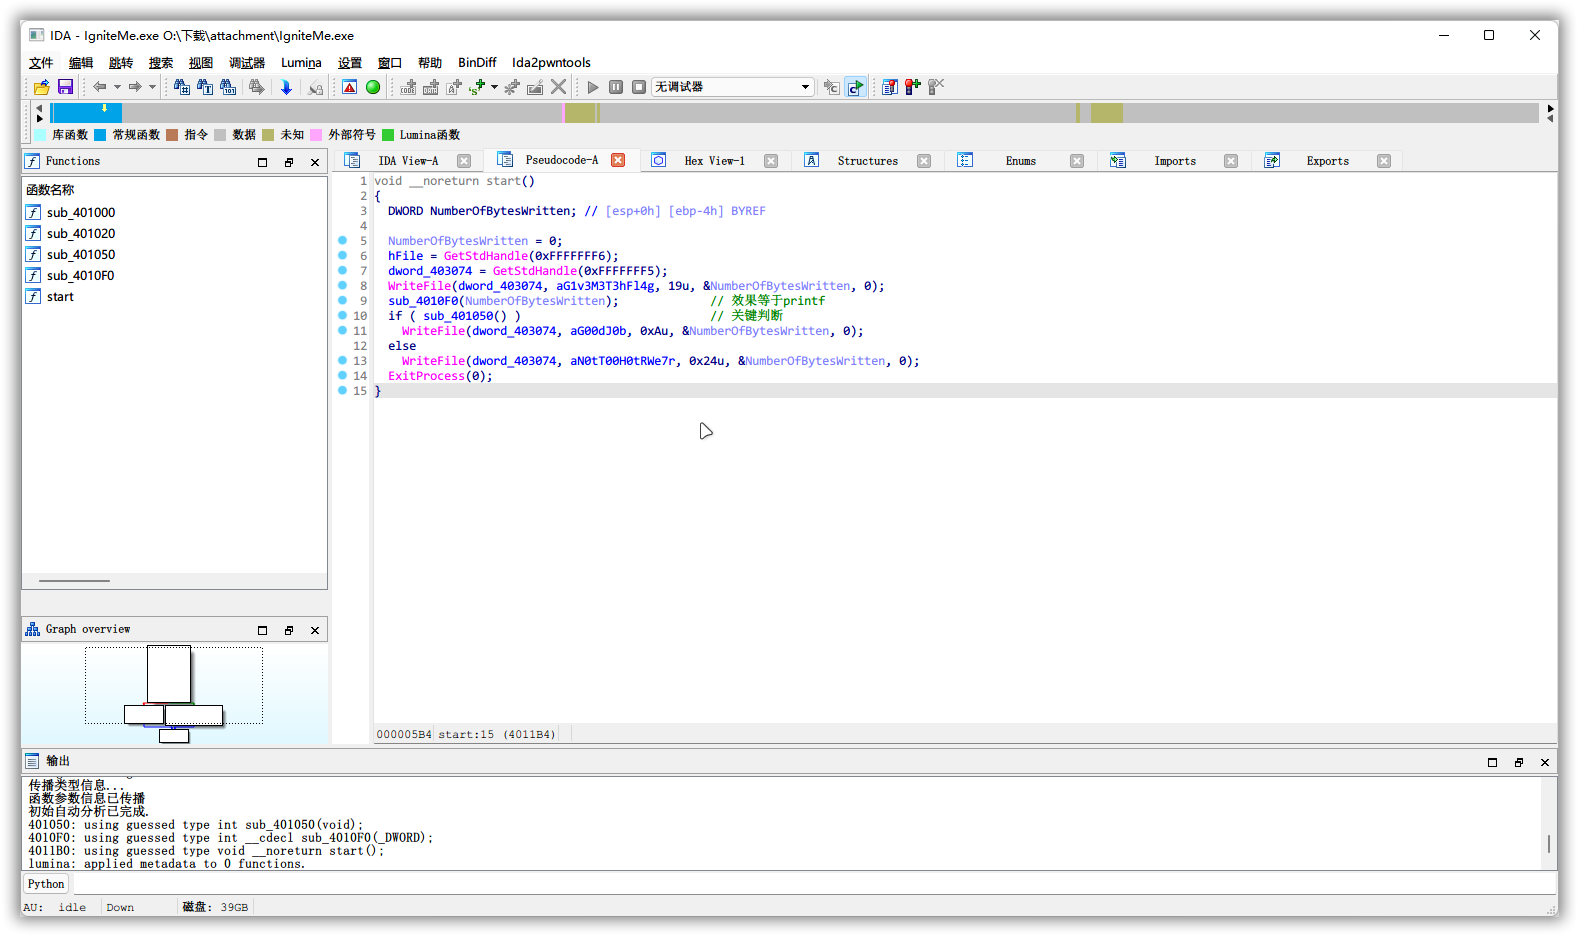 IDA - IgniteMe.exe O:\下载\attachment\IgniteMe.exe
文件 编辑 跳转 搜索 视图 调试器 Lumina 设置 窗口 帮助 BinDiff Ida2pwntools
无调试器
库函数 常规函数 指令 数据 未知 外部符号 Lumina函数
Functions
函数名称
sub_401000
sub_401020
sub_401050
sub_4010F0
start
Graph overview
IDA View-A Pseudocode-A Hex View-1 Structures Enums Imports Exports
1 void __noreturn start()
2 {
3 DWORD NumberOfBytesWritten; // [esp+0h] [ebp-4h] BYREF
4
5 NumberOfBytesWritten = 0;
6 hFile = GetStdHandle(0xFFFFFFF6);
7 dword_403074 = GetStdHandle(0xFFFFFFF5);
8 WriteFile(dword_403074, aG1v3M3T3hFl4g, 19u, &NumberOfBytesWritten, 0);
9 sub_4010F0(NumberOfBytesWritten); // 效果等于printf
10 if ( sub_401050() ) // 关键判断
11 WriteFile(dword_403074, aG00dJ0b, 0xAu, &NumberOfBytesWritten, 0);
12 else
13 WriteFile(dword_403074, aN0tT00H0tRWe7r, 0x24u, &NumberOfBytesWritten, 0);
14 ExitProcess(0);
15 }
000005B4 start:15 (4011B4)
输出
传播类型信息...
函数参数信息已传播
初始自动分析已完成.
401050: using guessed type int sub_401050(void);
4010F0: using guessed type int __cdecl sub_4010F0(_DWORD);
4011B0: using guessed type void __noreturn start();
lumina: applied metadata to 0 functions.
Python
AU: idle Down 磁盘: 39GB